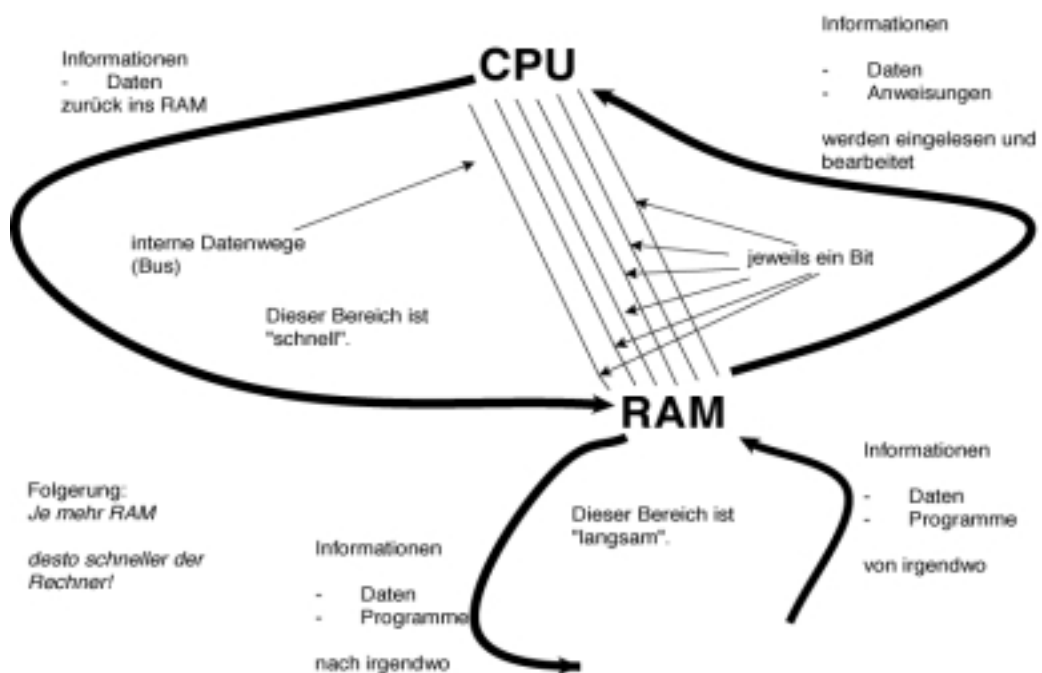 Informationen
- Daten
zurück ins RAM
CPU
Informationen
- Daten
- Anweisungen
werden eingelesen und
bearbeitet
interne Datenwege
(Bus)
jeweils ein Bit
Dieser Bereich ist
"schnell".
RAM
Folgerung:
Je mehr RAM
desto schneller der
Rechner!
Informationen
- Daten
- Programme
nach irgendwo
Dieser Bereich ist
"langsam".
Informationen
- Daten
- Programme
von irgendwo